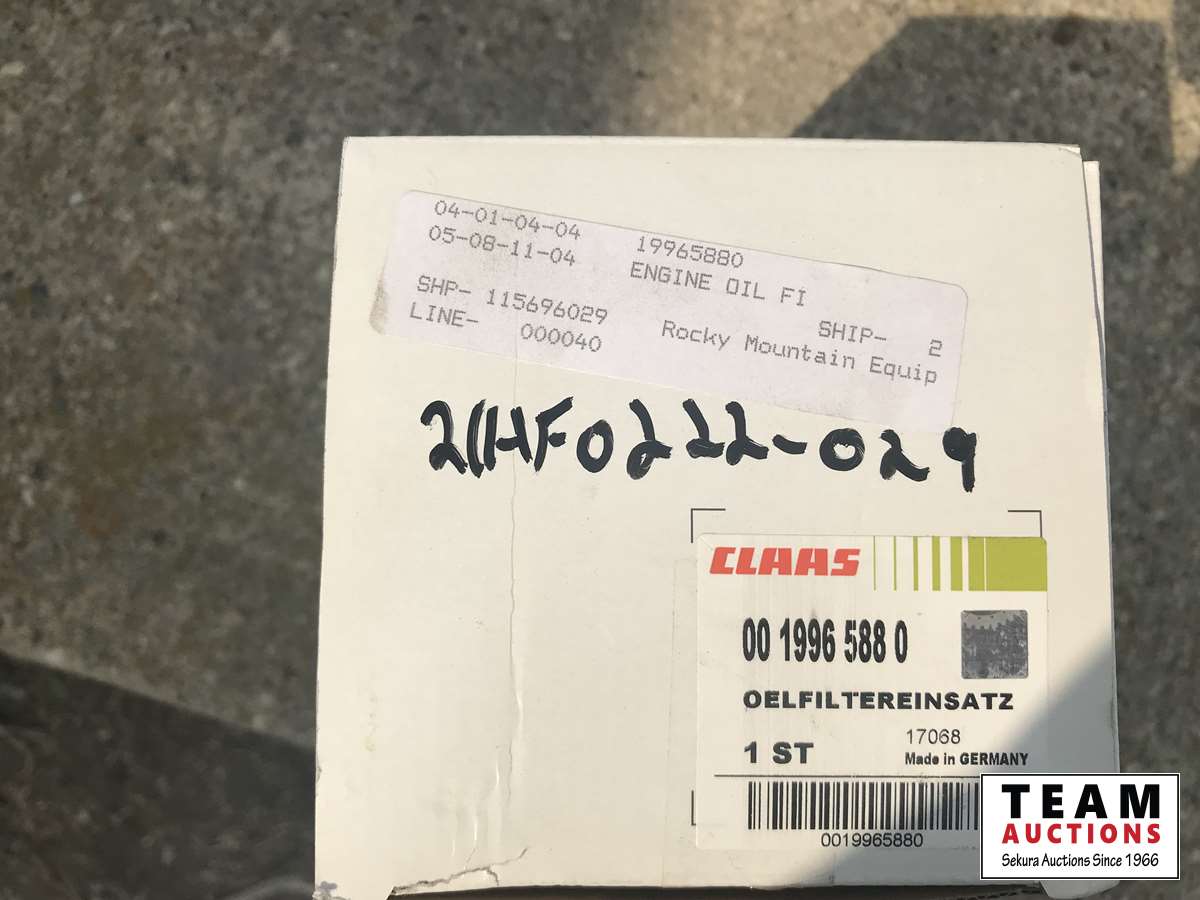 04-01-04-04 19965880
05-08-11-04 ENGINE OIL FI
SHP- 115696029 SHIP- 2
LINE- 000040 Rocky Mountain Equip
21HF0222-029
CLAAS
00 1996 588 0
OELFILTEREINSATZ
1 ST 17068
Made in GERMANY
0019965880
TEAM
AUCTIONS
Sekura Auctions Since 1966